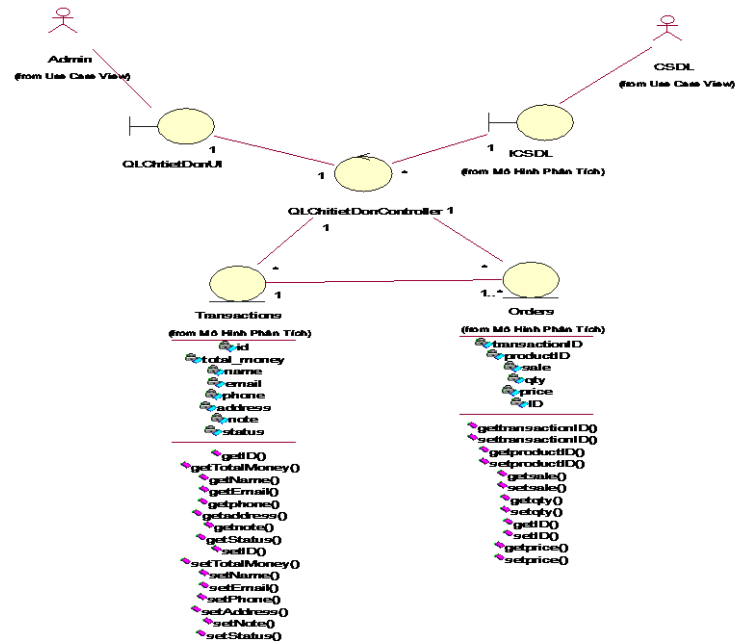 Admin
(from Use Case View)
CSDL
(from Use Case View)
QLChtietDonUI
1
1
ICSDL
(from Mô Hình Phân Tích)
1
*
QLChitietDonController
1
1
*
1
*
1..*
Transactions
(from Mô Hình Phân Tích)
id
total_money
name
email
phone
address
note
status
getID()
getTotalMoney()
getName()
getEmail()
getphone()
getaddress()
getnote()
getStatus()
setID()
setTotalMoney()
setName()
setEmail()
setPhone()
setAddress()
setNote()
setStatus()
Orders
(from Mô Hình Phân Tích)
transactionID
productID
sale
qty
price
ID
gettransactionID()
settransactionID()
getproductID()
setproductID()
getsale()
setsale()
getqty()
setqty()
getID()
setID()
getprice()
setprice()